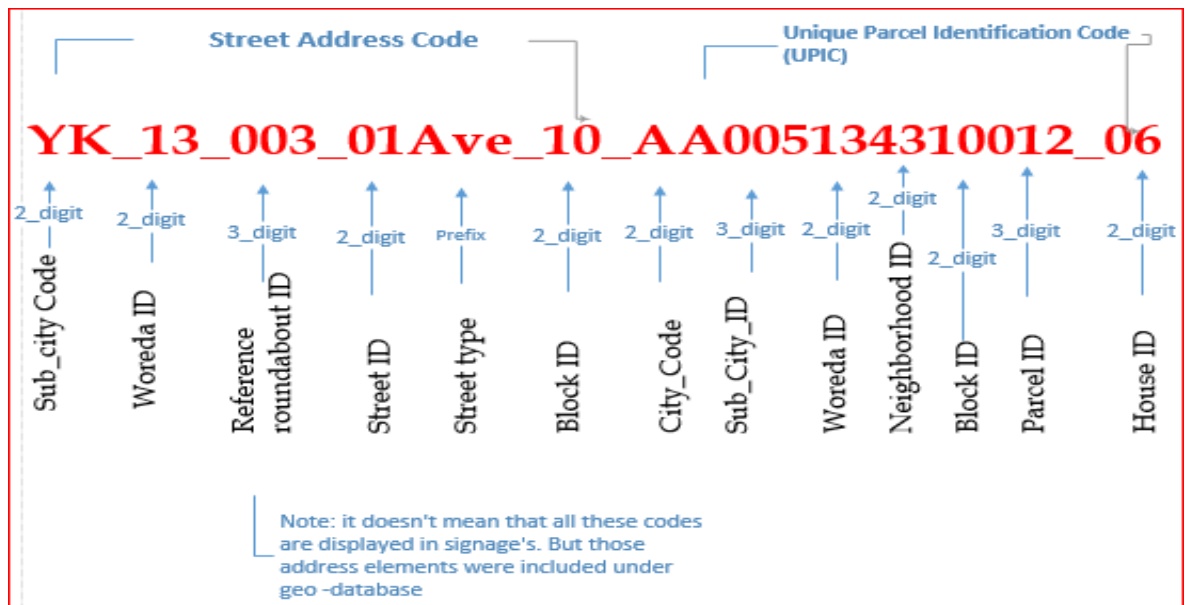 Street Address Code
Unique Parcel Identification Code
(UPIC)
YK_13_003_01Ave_10_AA005134310012_06
2_digit
2_digit
3_digit
2_digit
Prefix
2_digit
2_digit
3_digit
2_digit
2_digit
2_digit
3_digit
2_digit
Sub_city Code
Woreda ID
Reference
roundabout ID
Street ID
Street type
Block ID
City_Code
Sub_City_ID
Woreda ID
Neighborhood ID
Block ID
Parcel ID
House ID
Note: it doesn't mean that all these codes
are displayed in signage's. But those
address elements were included under
geo -database